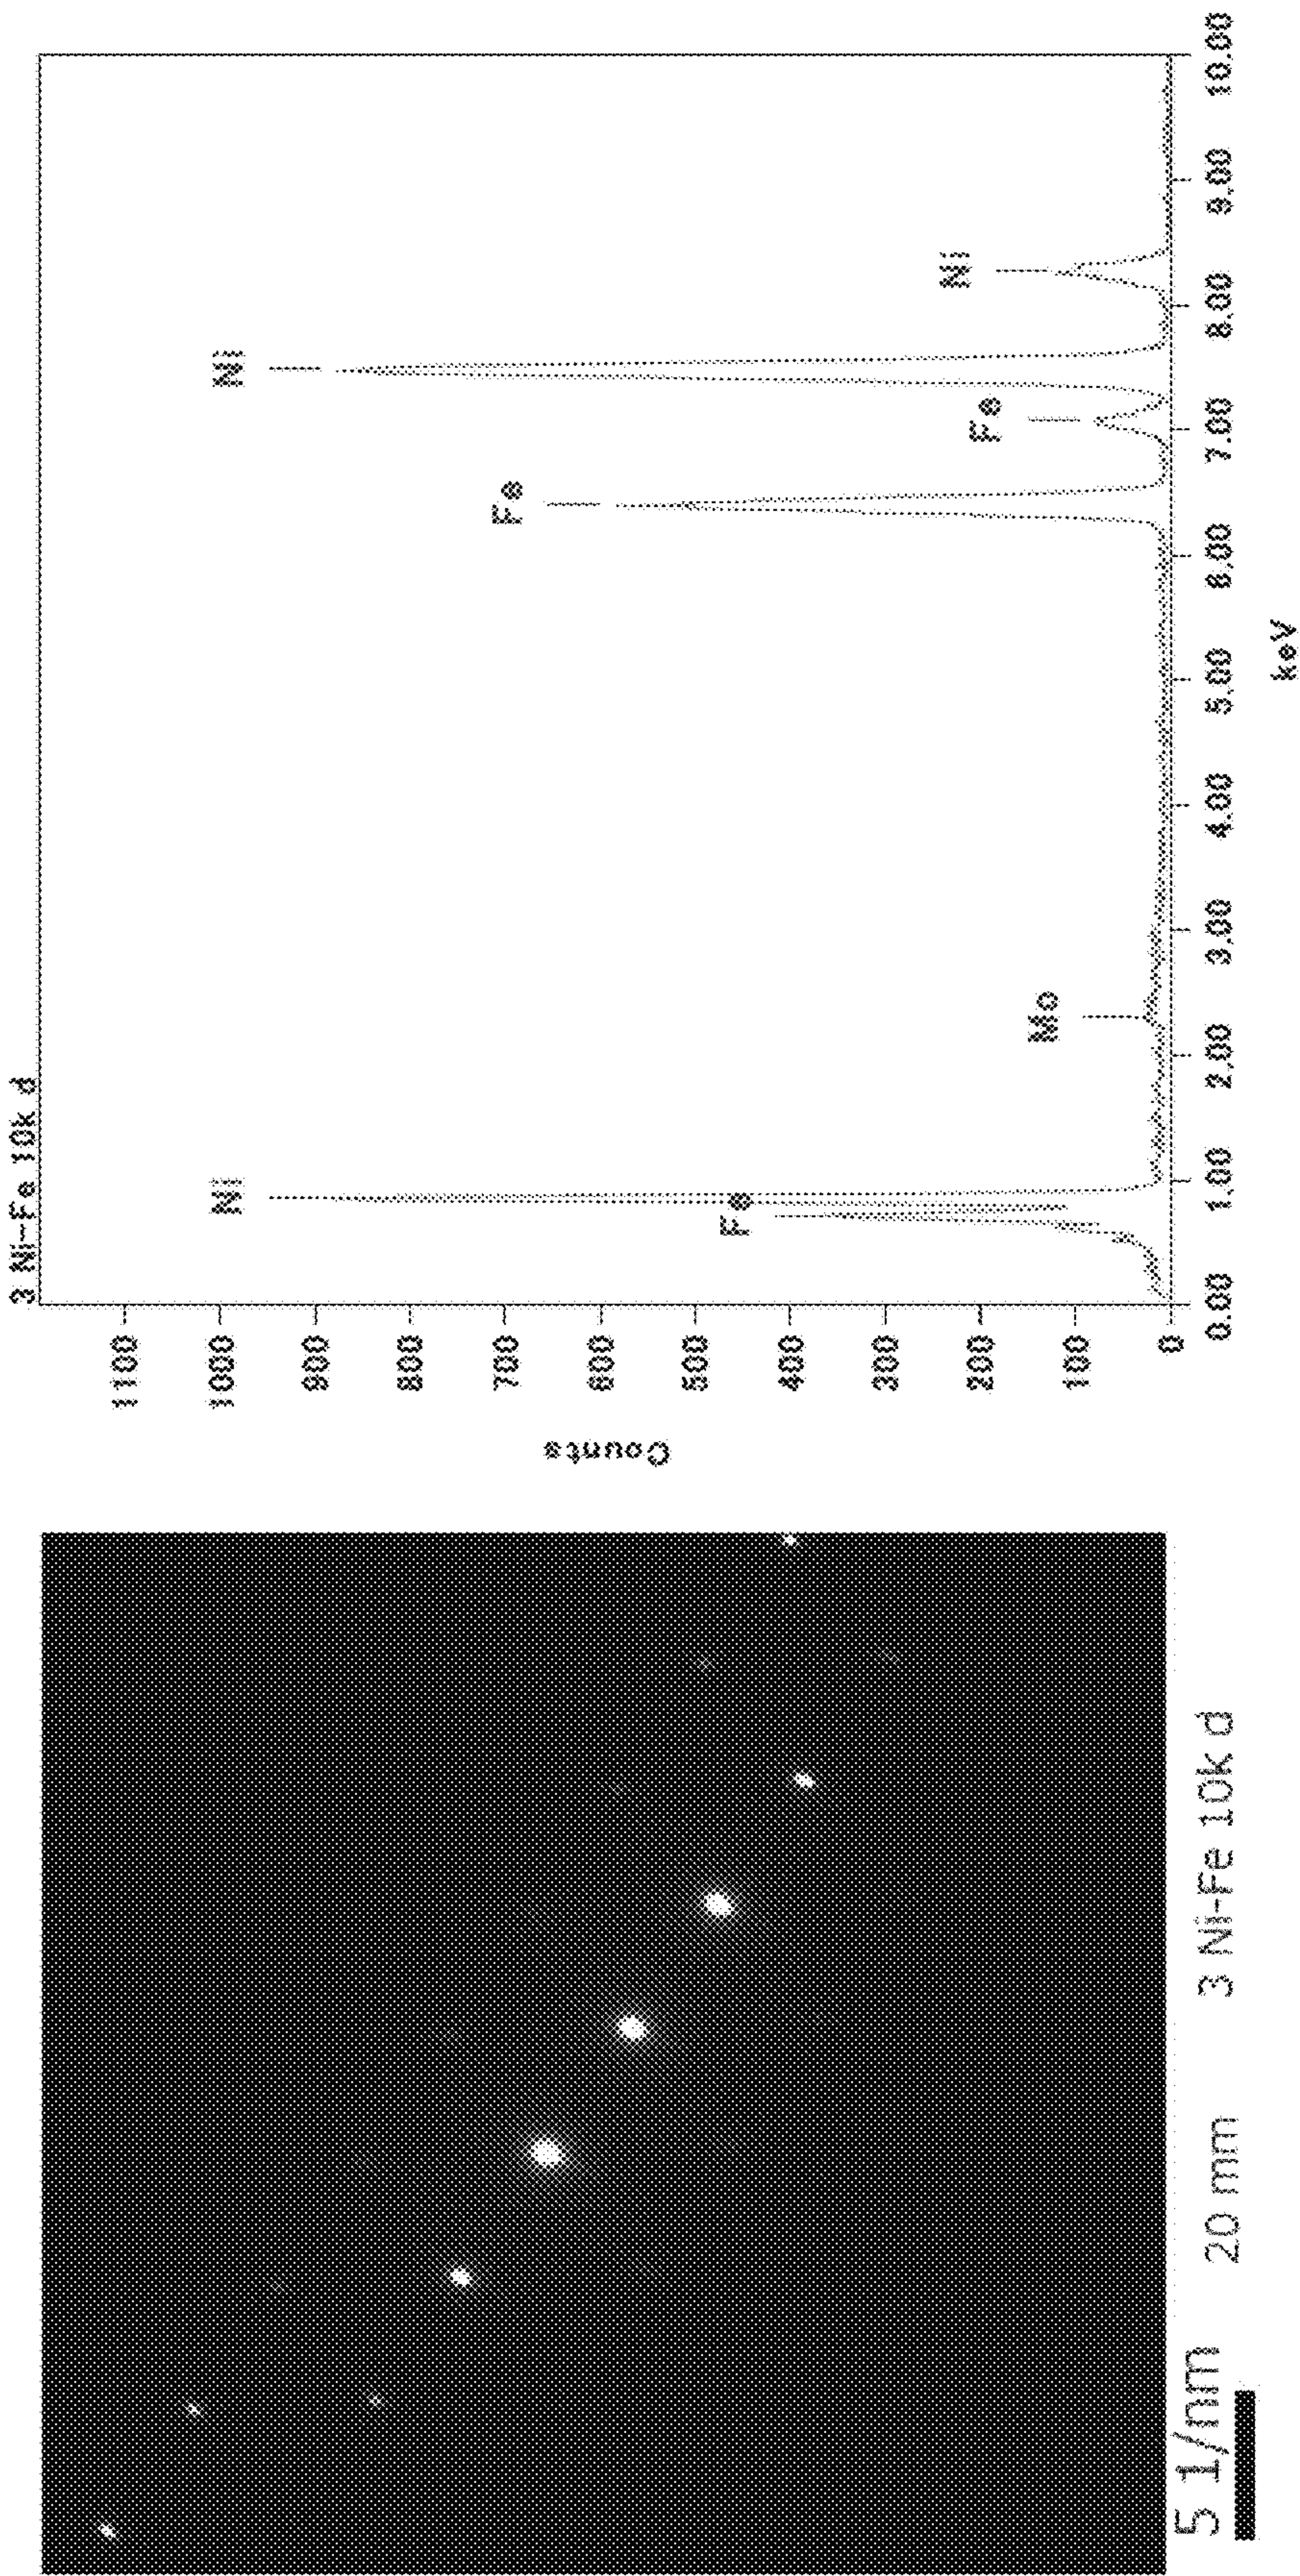 5 1/nm 20 mm 3 Ni-Fe 10k d
3 Ni-Fe 10k d
Counts
1100
1000
900
800
700
600
500
400
300
200
100
0
Ni
Fe
Mo
Fe
Fe
Ni
Ni
0.00 1.00 2.00 3.00 4.00 5.00 6.00 7.00 8.00 9.00 10.00
keV